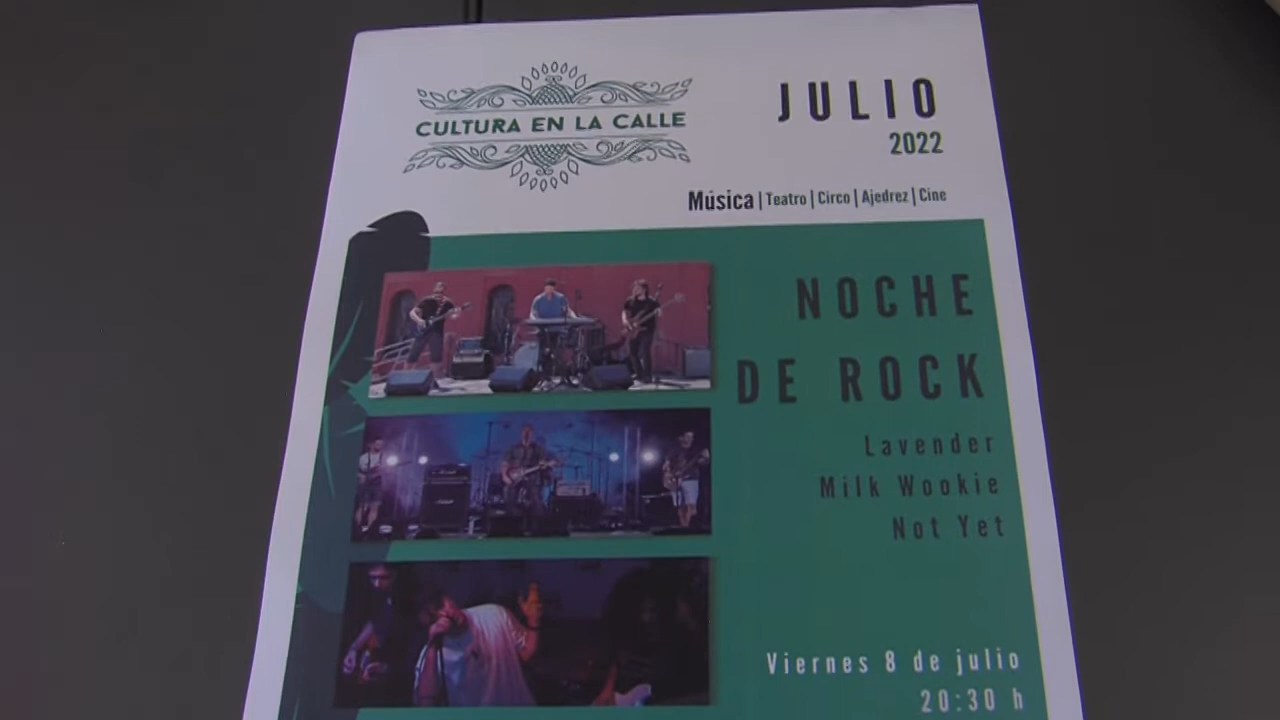 CULTURA EN LA CALLE
JULIO
2022
Música | Teatro | Circo | Ajedrez | Cine
NOCHE
DE ROCK
Lavender
Milk Wookie
Not Yet
Viernes 8 de julio
20:30 h